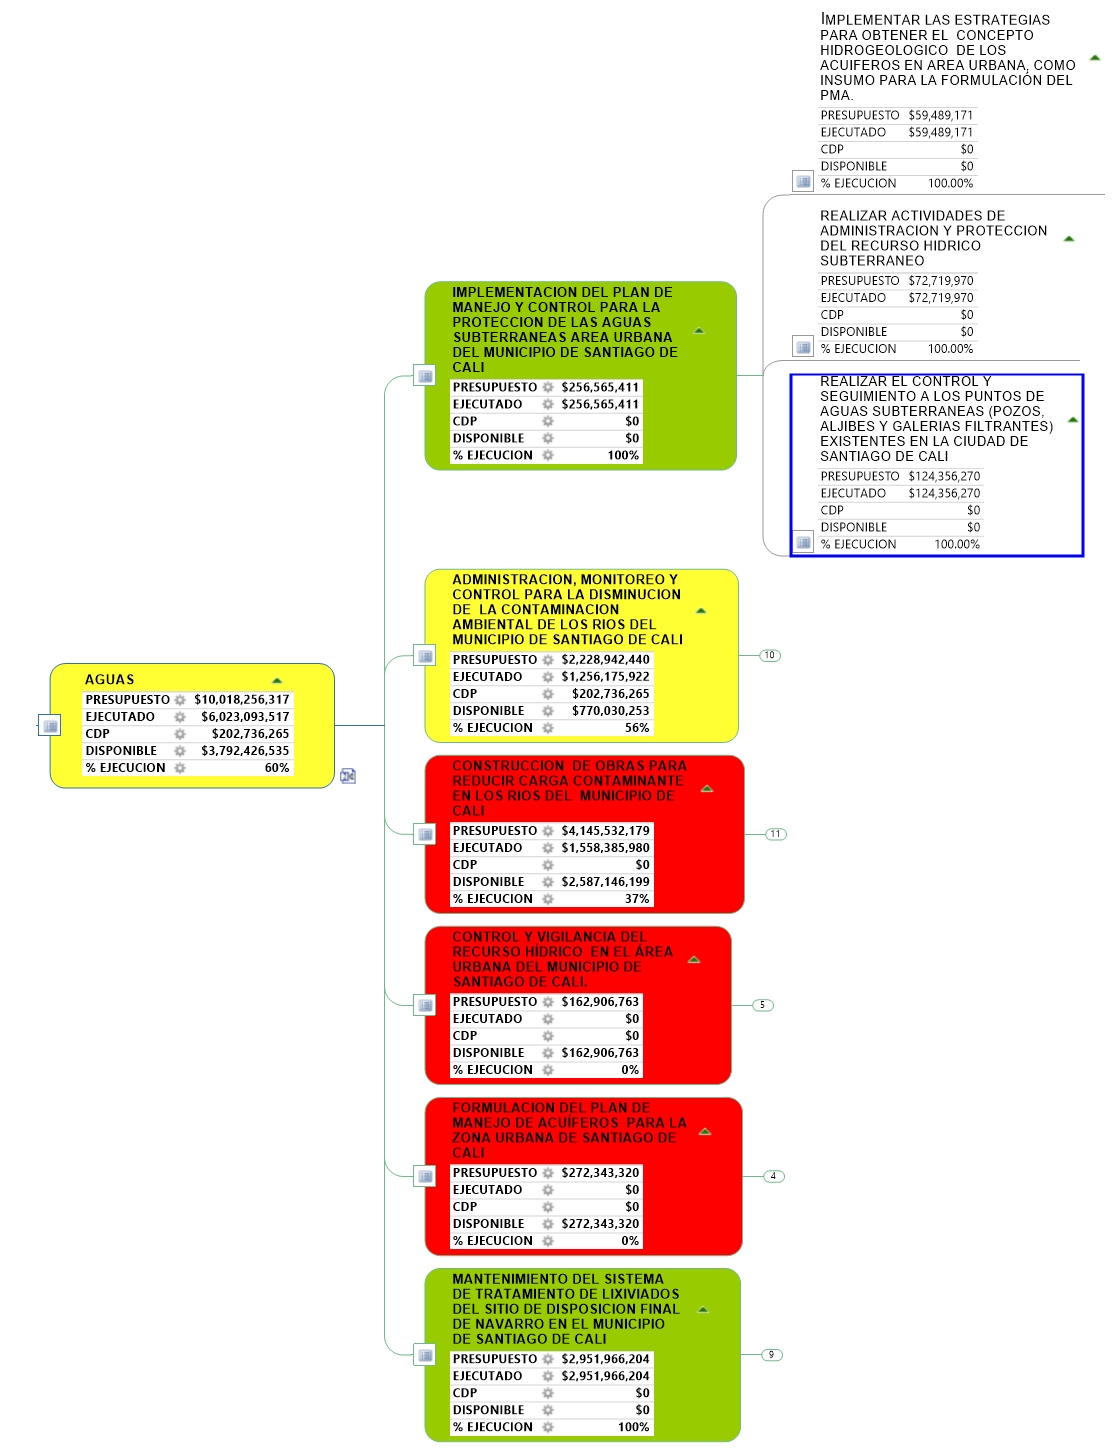 IMPLEMENTAR LAS ESTRATEGIAS
PARA OBTENER EL CONCEPTO
HIDROGEOLOGICO DE LOS
ACUIFEROS EN AREA URBANA, COMO
INSUMO PARA LA FORMULACIÓN DEL
PMA.
PRESUPUESTO $59,489,171
EJECUTADO $59,489,171
CDP $0
DISPONIBLE $0
% EJECUCION 100.00%
REALIZAR ACTIVIDADES DE
ADMINISTRACION Y PROTECCION
DEL RECURSO HIDRICO
SUBTERRANEO
PRESUPUESTO $72,719,970
EJECUTADO $72,719,970
CDP $0
DISPONIBLE $0
% EJECUCION 100.00%
REALIZAR EL CONTROL Y
SEGUIMIENTO A LOS PUNTOS DE
AGUAS SUBTERRANEAS (POZOS,
ALJIBES Y GALERIAS FILTRANTES)
EXISTENTES EN LA CIUDAD DE
SANTIAGO DE CALI
PRESUPUESTO $124,356,270
EJECUTADO $124,356,270
CDP $0
DISPONIBLE $0
% EJECUCION 100.00%
IMPLEMENTACION DEL PLAN DE
MANEJO Y CONTROL PARA LA
PROTECCION DE LAS AGUAS
SUBTERRANEAS AREA URBANA
DEL MUNICIPIO DE SANTIAGO DE
CALI
PRESUPUESTO $256,565,411
EJECUTADO $256,565,411
CDP $0
DISPONIBLE $0
% EJECUCION 100%
ADMINISTRACION, MONITOREO Y
CONTROL PARA LA DISMINUCION
DE LA CONTAMINACION
AMBIENTAL DE LOS RIOS DEL
MUNICIPIO DE SANTIAGO DE CALI
PRESUPUESTO $2,228,942,440
EJECUTADO $1,256,175,922
CDP $202,736,265
DISPONIBLE $770,030,253
% EJECUCION 56%
10
AGUAS
PRESUPUESTO $10,018,256,317
EJECUTADO $6,023,093,517
CDP $202,736,265
DISPONIBLE $3,792,426,535
% EJECUCION 60%
CONSTRUCCION DE OBRAS PARA
REDUCIR CARGA CONTAMINANTE
EN LOS RIOS DEL MUNICIPIO DE
CALI
PRESUPUESTO $4,145,532,179
EJECUTADO $1,558,385,980
CDP $0
DISPONIBLE $2,587,146,199
% EJECUCION 37%
11
CONTROL Y VIGILANCIA DEL
RECURSO HÍDRICO EN EL ÁREA
URBANA DEL MUNICIPIO DE
SANTIAGO DE CALI.
PRESUPUESTO $162,906,763
EJECUTADO $0
CDP $0
DISPONIBLE $162,906,763
% EJECUCION 0%
5
FORMULACION DEL PLAN DE
MANEJO DE ACUÍFEROS PARA LA
ZONA URBANA DE SANTIAGO DE
CALI
PRESUPUESTO $272,343,320
EJECUTADO $0
CDP $0
DISPONIBLE $272,343,320
% EJECUCION 0%
4
MANTENIMIENTO DEL SISTEMA
DE TRATAMIENTO DE LIXIVIADOS
DEL SITIO DE DISPOSICION FINAL
DE NAVARRO EN EL MUNICIPIO
DE SANTIAGO DE CALI
PRESUPUESTO $2,951,966,204
EJECUTADO $2,951,966,204
CDP $0
DISPONIBLE $0
% EJECUCION 100%
9